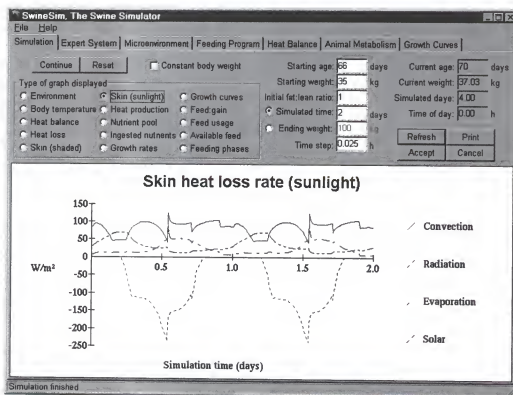 SwineSim, The Swine Simulator
File Help
Simulation Expert System Microenvironment Feeding Program Heat Balance Animal Metabolism Growth Curves
Continue Reset
Constant body weight
Type of graph displayed
Environment Skin (sunlight) Growth curves
Body temperature Heat production Feed:gain
Heat balance Nutrient pool Feed usage
Heat loss Ingested nutrients Available feed
Skin (shaded) Growth rates Feeding phases
Starting age: 66 days
Starting weight: 35 kg
Initial fat:lean ratio: 1
Simulated time: 2 days
Ending weight: 100 kg
Time step: 0.025 h
Current age: 70 days
Current weight: 37.03 kg
Simulated days: 4.00
Time of day: 0.00 h
Refresh Print
Accept Cancel
Skin heat loss rate (sunlight)
150
100
50
0
-50
-100
-150
-200
-250
W/m²
0.5 1.0 1.5 2.0
Simulation time (days)
Convection
Radiation
Evaporation
Solar
Simulation finished